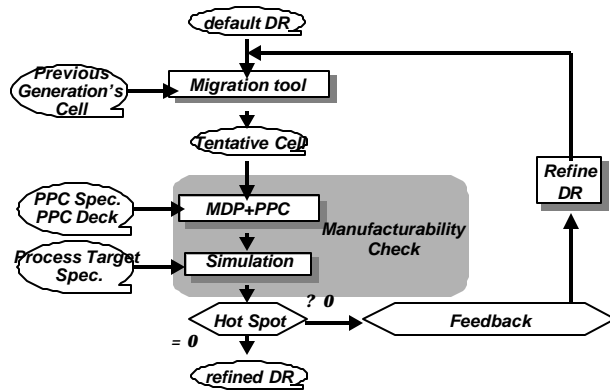 default DR
Previous
Generation's
Cell
Migration tool
Tentative Cell
Refine
DR
PPC Spec.
PPC Deck
MDP+PPC
Manufacturability
Check
Process Target
Spec.
Simulation
? 0
Hot Spot
Feedback
= 0
refined DR